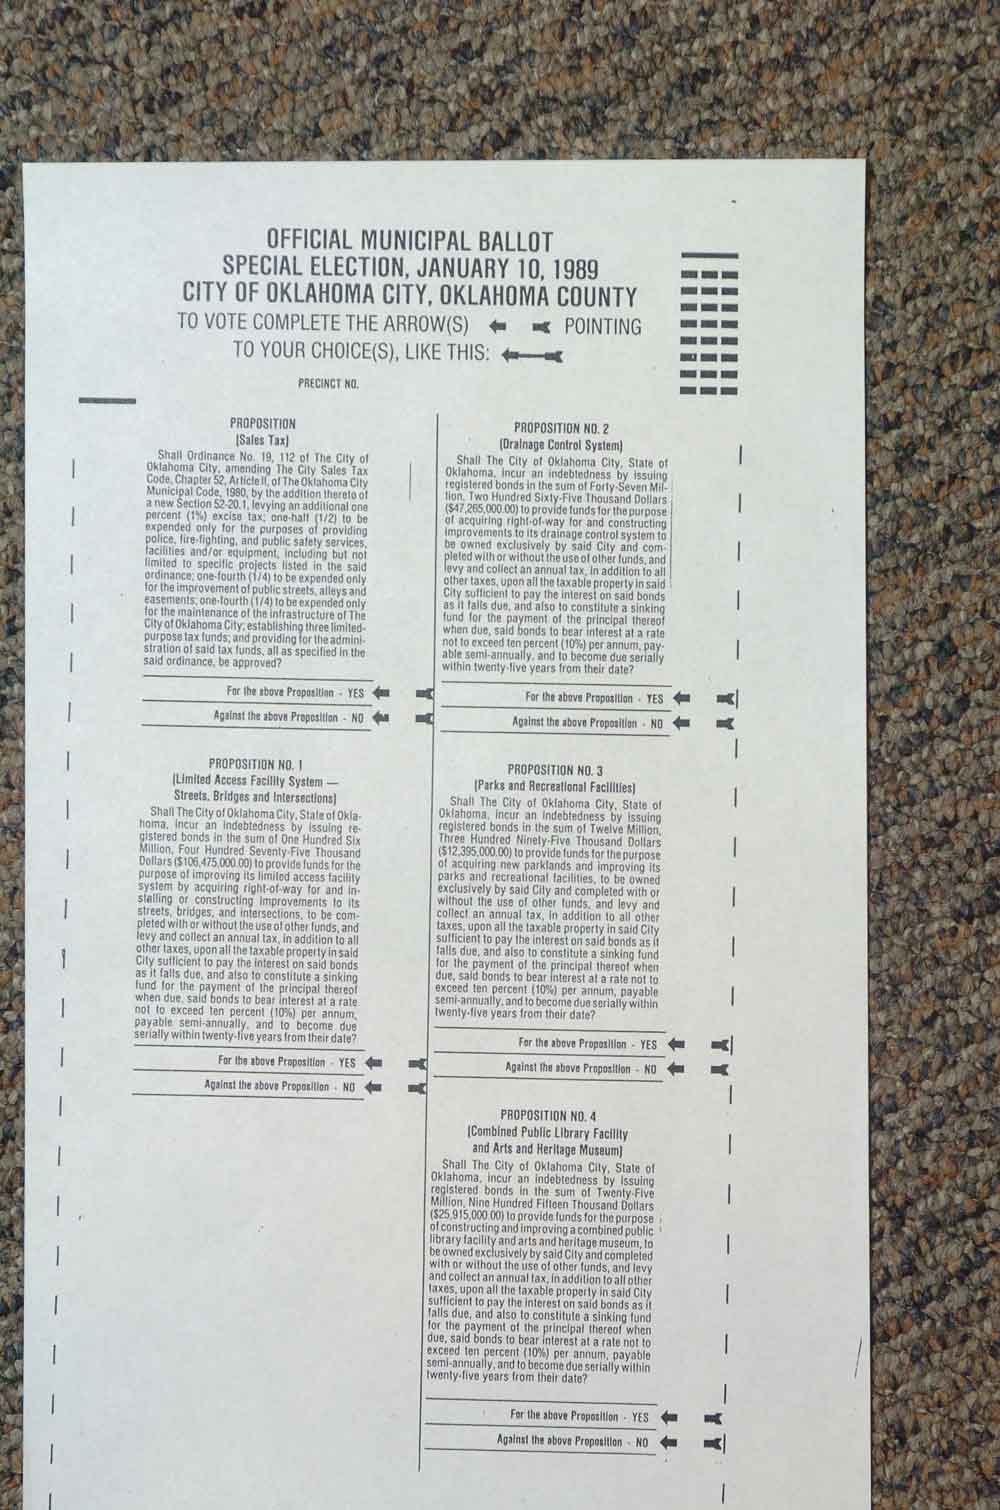 OFFICIAL MUNICIPAL BALLOT
SPECIAL ELECTION, JANUARY 10, 1989
CITY OF OKLAHOMA CITY, OKLAHOMA COUNTY
TO VOTE COMPLETE THE ARROW(S) POINTING
TO YOUR CHOICE(S), LIKE THIS:
PRECINCT NO.
PROPOSITION
(Sales Tax)
Shall Ordinance No. 19, 112 of The City of
Oklahoma City, amending The City Sales Tax
Code, Chapter 52, Article II, of The Oklahoma City
Municipal Code, 1980, by the addition thereto of
a new Section 52-20.1, levying an additional one
percent (1%) excise tax; one-half (1/2) to be
expended only for the purposes of providing
police, fire-fighting, and public safety services,
facilities and/or equipment, including but not
limited to specific projects listed in the said
ordinance; one-fourth (1/4) to be expended only
for the improvement of public streets, alleys and
easements; one-fourth (1/4) to be expended only
for the maintenance of the infrastructure of The
City of Oklahoma City; establishing three limited-
purpose tax funds; and providing for the admini-
stration of said tax funds, all as specified in the
said ordinance, be approved?
For the above Proposition - YES
Against the above Proposition - NO
PROPOSITION NO. 1
(Limited Access Facility System —
Streets, Bridges and Intersections)
Shall The City of Oklahoma City, State of Okla-
homa, incur an indebtedness by issuing re-
gistered bonds in the sum of One Hundred Six
Million, Four Hundred Seventy-Five Thousand
Dollars ($106,475,000.00) to provide funds for the
purpose of improving its limited access facility
system by acquiring right-of-way for and in-
stalling or constructing improvements to its
streets, bridges, and intersections, to be com-
pleted with or without the use of other funds, and
levy and collect an annual tax, in addition to all
other taxes, upon all the taxable property in said
City sufficient to pay the interest on said bonds
as it falls due, and also to constitute a sinking
fund for the payment of the principal thereof
when due, said bonds to bear interest at a rate
not to exceed ten percent (10%) per annum,
payable semi-annually, and to become due
serially within twenty-five years from their date?
For the above Proposition - YES
Against the above Proposition - NO
PROPOSITION NO. 2
(Drainage Control System)
Shall The City of Oklahoma City, State of
Oklahoma, incur an indebtedness by issuing
registered bonds in the sum of Forty-Seven Mil-
lion, Two Hundred Sixty-Five Thousand Dollars
($47,265,000.00) to provide funds for the purpose
of acquiring right-of-way for and constructing
improvements to its drainage control system to
be owned exclusively by said City and com-
pleted with or without the use of other funds, and
levy and collect an annual tax, in addition to all
other taxes, upon all the taxable property in said
City sufficient to pay the interest on said bonds
as it falls due, and also to constitute a sinking
fund for the payment of the principal thereof
when due, said bonds to bear interest at a rate
not to exceed ten percent (10%) per annum, pay-
able semi-annually, and to become due serially
within twenty-five years from their date?
For the above Proposition - YES
Against the above Proposition - NO
PROPOSITION NO. 3
(Parks and Recreational Facilities)
Shall The City of Oklahoma City, State of
Oklahoma, incur an indebtedness by issuing
registered bonds in the sum of Twelve Million,
Three Hundred Ninety-Five Thousand Dollars
($12,395,000.00) to provide funds for the purpose
of acquiring new parklands and improving its
parks and recreational facilities, to be owned
exclusively by said City and completed with or
without the use of other funds, and levy and
collect an annual tax, in addition to all other
taxes, upon all the taxable property in said City
sufficient to pay the interest on said bonds as it
falls due, and also to constitute a sinking fund
for the payment of the principal thereof when
due, said bonds to bear interest at a rate not to
exceed ten percent (10%) per annum, payable
semi-annually, and to become due serially within
twenty-five years from their date?
For the above Proposition - YES
Against the above Proposition - NO
PROPOSITION NO. 4
(Combined Public Library Facility
and Arts and Heritage Museum)
Shall The City of Oklahoma City, State of
Oklahoma, incur an indebtedness by issuing
registered bonds in the sum of Twenty-Five
Million, Nine Hundred Fifteen Thousand Dollars
($25,915,000.00) to provide funds for the purpose
of constructing and improving a combined public
library facility and arts and heritage museum, to
be owned exclusively by said City and completed
with or without the use of other funds, and levy
and collect an annual tax, in addition to all other
taxes, upon all the taxable property in said City
sufficient to pay the interest on said bonds as it
falls due, and also to constitute a sinking fund
for the payment of the principal thereof when
due, said bonds to bear interest at a rate not to
exceed ten percent (10%) per annum, payable
semi-annually, and to become due serially within
twenty-five years from their date?
For the above Proposition - YES
Against the above Proposition - NO